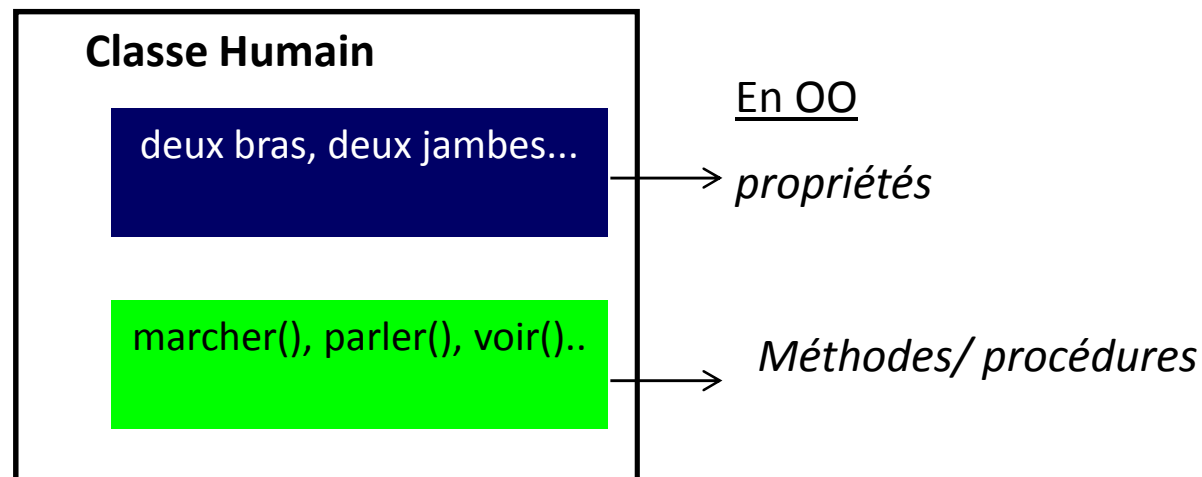 Classe Humain
deux bras, deux jambes...
marcher(), parler(), voir()..
En OO
propriétés
Méthodes/ procédures